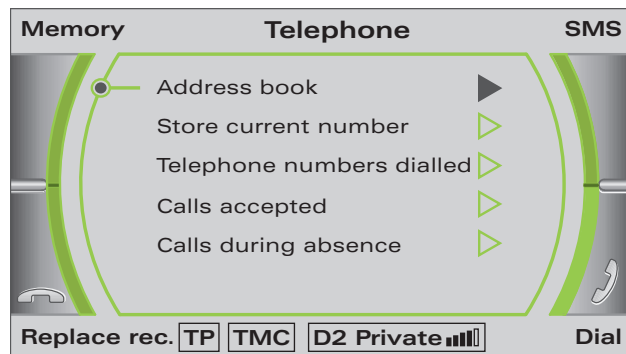 Memory Telephone SMS
Address book
Store current number
Telephone numbers dialled
Calls accepted
Calls during absence
Replace rec. TP TMC D2 Private Dial